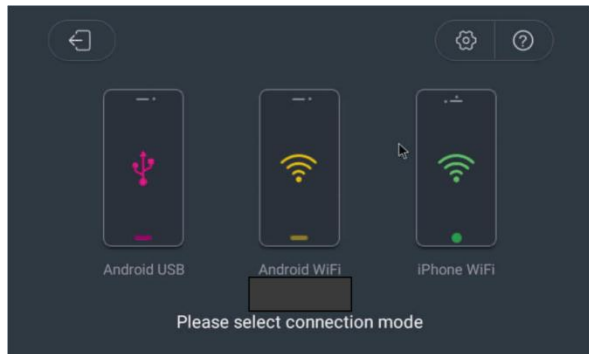 Android USB
Android WiFi
iPhone WiFi
Please select connection mode